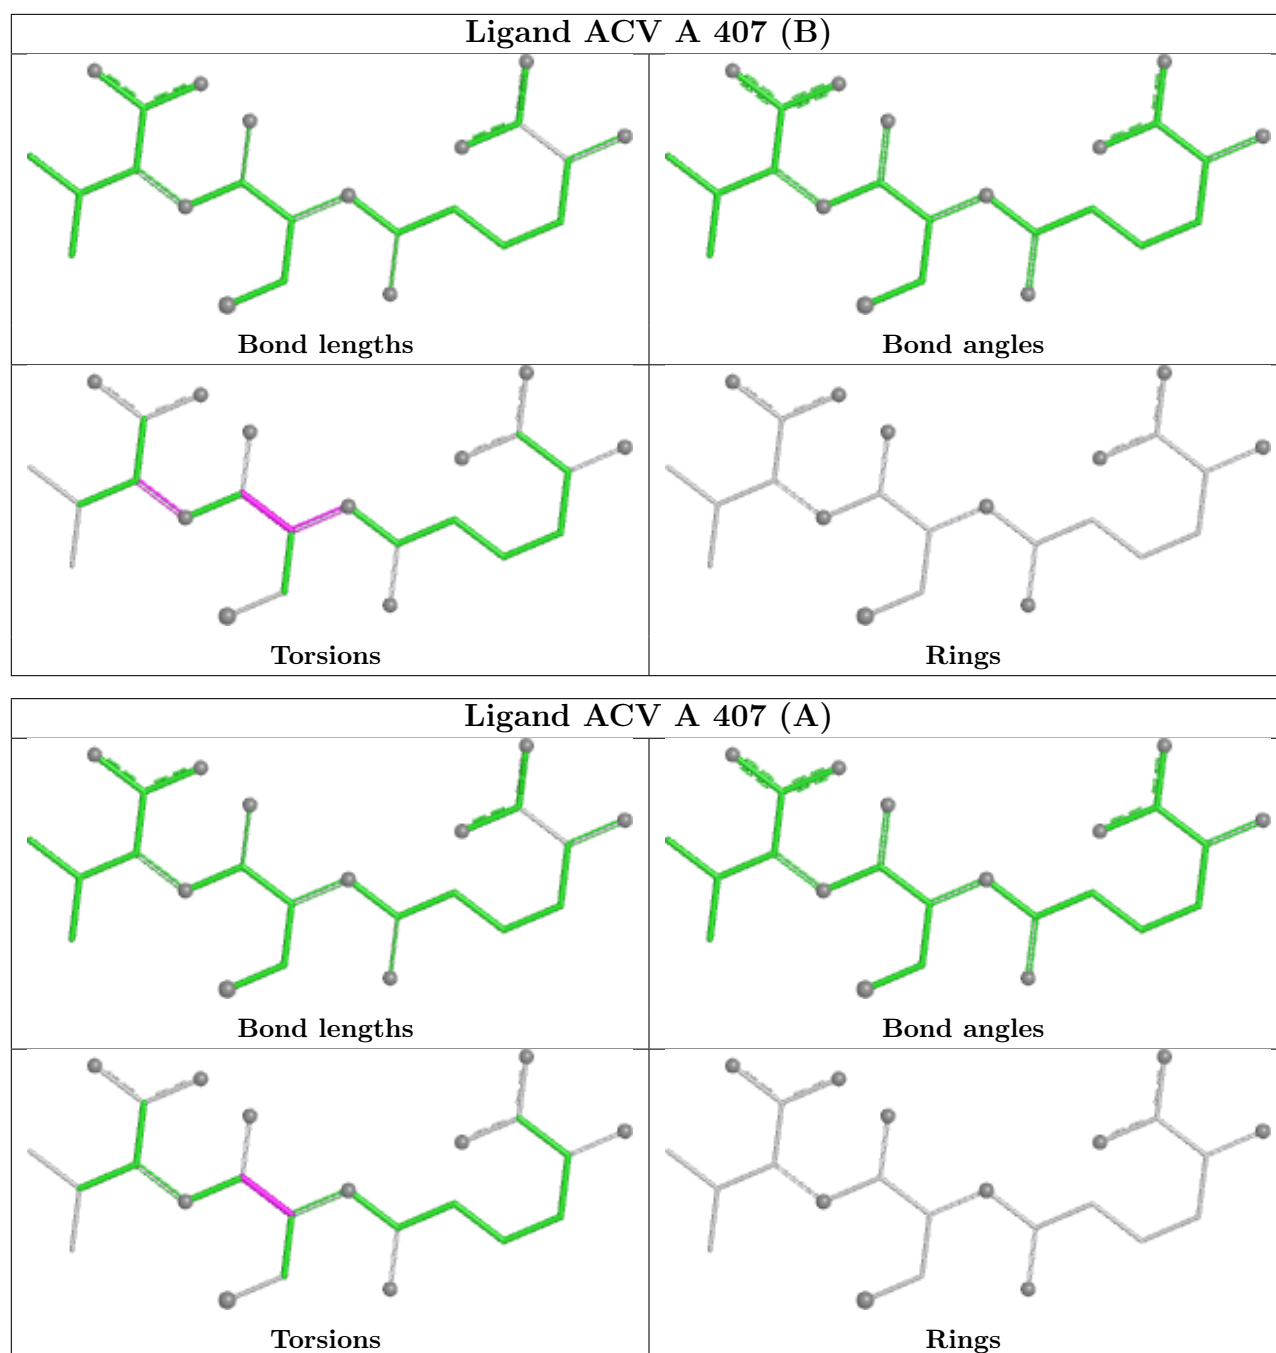 Ligand ACV A 407 (B)
Bond lengths
Bond angles
Torsions
Rings
Ligand ACV A 407 (A)
Bond lengths
Bond angles
Torsions
Rings